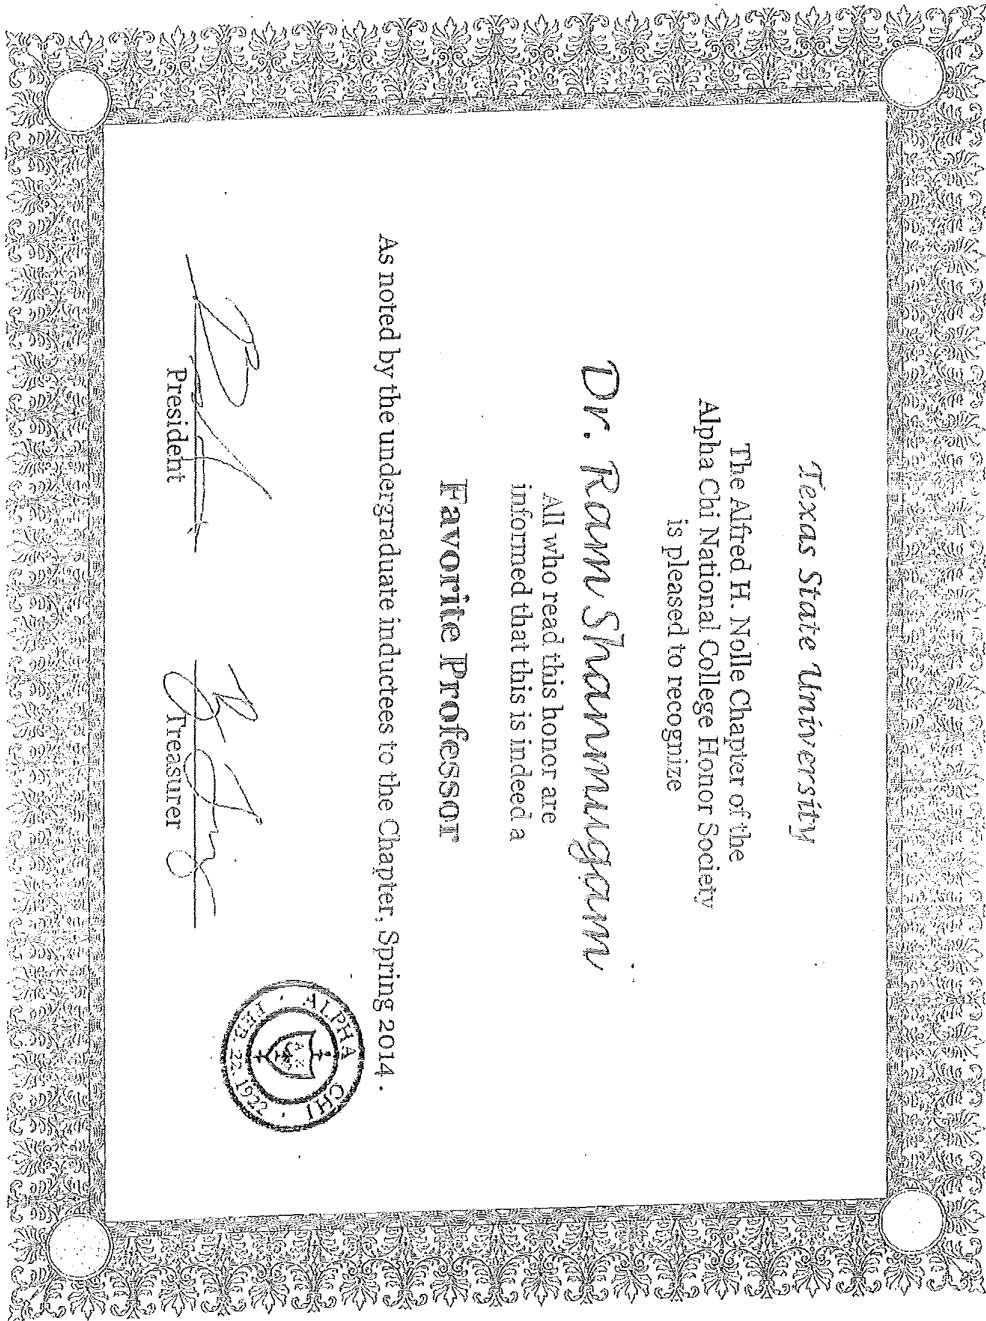 Texas State University
The Alfred H. Nolle Chapter of the
Alpha Chi National College Honor Society
is pleased to recognize
Dr. Ram Shanmugam
All who read this honor are
informed that this is indeed a
Favorite Professor
As noted by the undergraduate inductees to the Chapter, Spring 2014.
President
Treasurer
ALPHA CHI · FEB. 22, 1922 ·